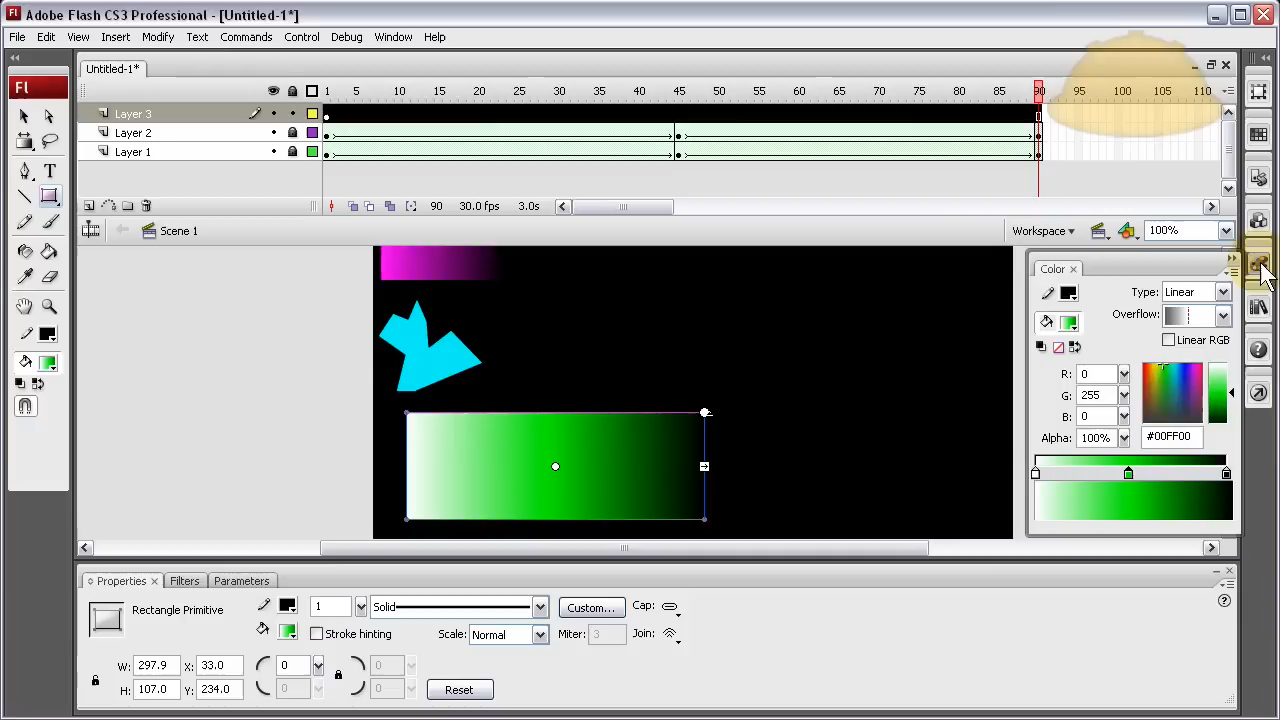 Fl Adobe Flash CS3 Professional - [Untitled-1*]
File Edit View Insert Modify Text Commands Control Debug Window Help
Untitled-1*
Fl
1 5 10 15 20 25 30 35 40 45 50 55 60 65 70 75 80 85 90 95 100 105 110
Layer 3
Layer 2
Layer 1
90 30.0 fps 3.0s
Scene 1 Workspace 100%
Color
Type: Linear
Overflow:
Linear RGB
R: 0
G: 255
B: 0
Alpha: 100% #00FF00
Properties Filters Parameters
Rectangle Primitive 1 Solid Custom... Cap:
Stroke hinting Scale: Normal Miter: 3 Join:
W: 297.9 X: 33.0 0 0
H: 107.0 Y: 234.0 0 0 Reset